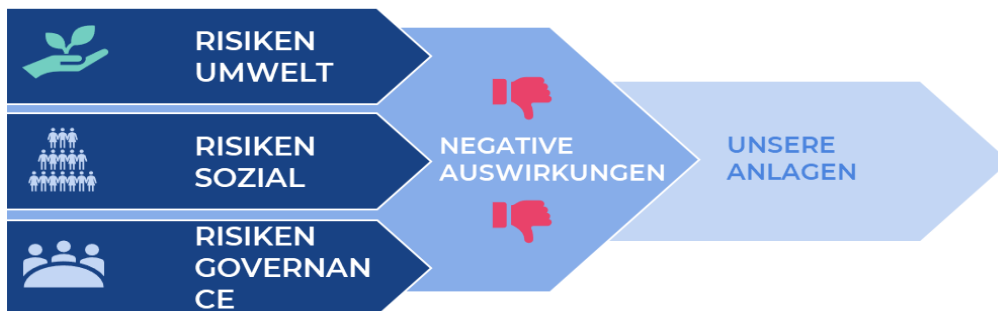 RISIKEN
UMWELT
RISIKEN
SOZIAL
RISIKEN
GOVERNAN
CE
NEGATIVE
AUSWIRKUNGEN
UNSERE
ANLAGEN